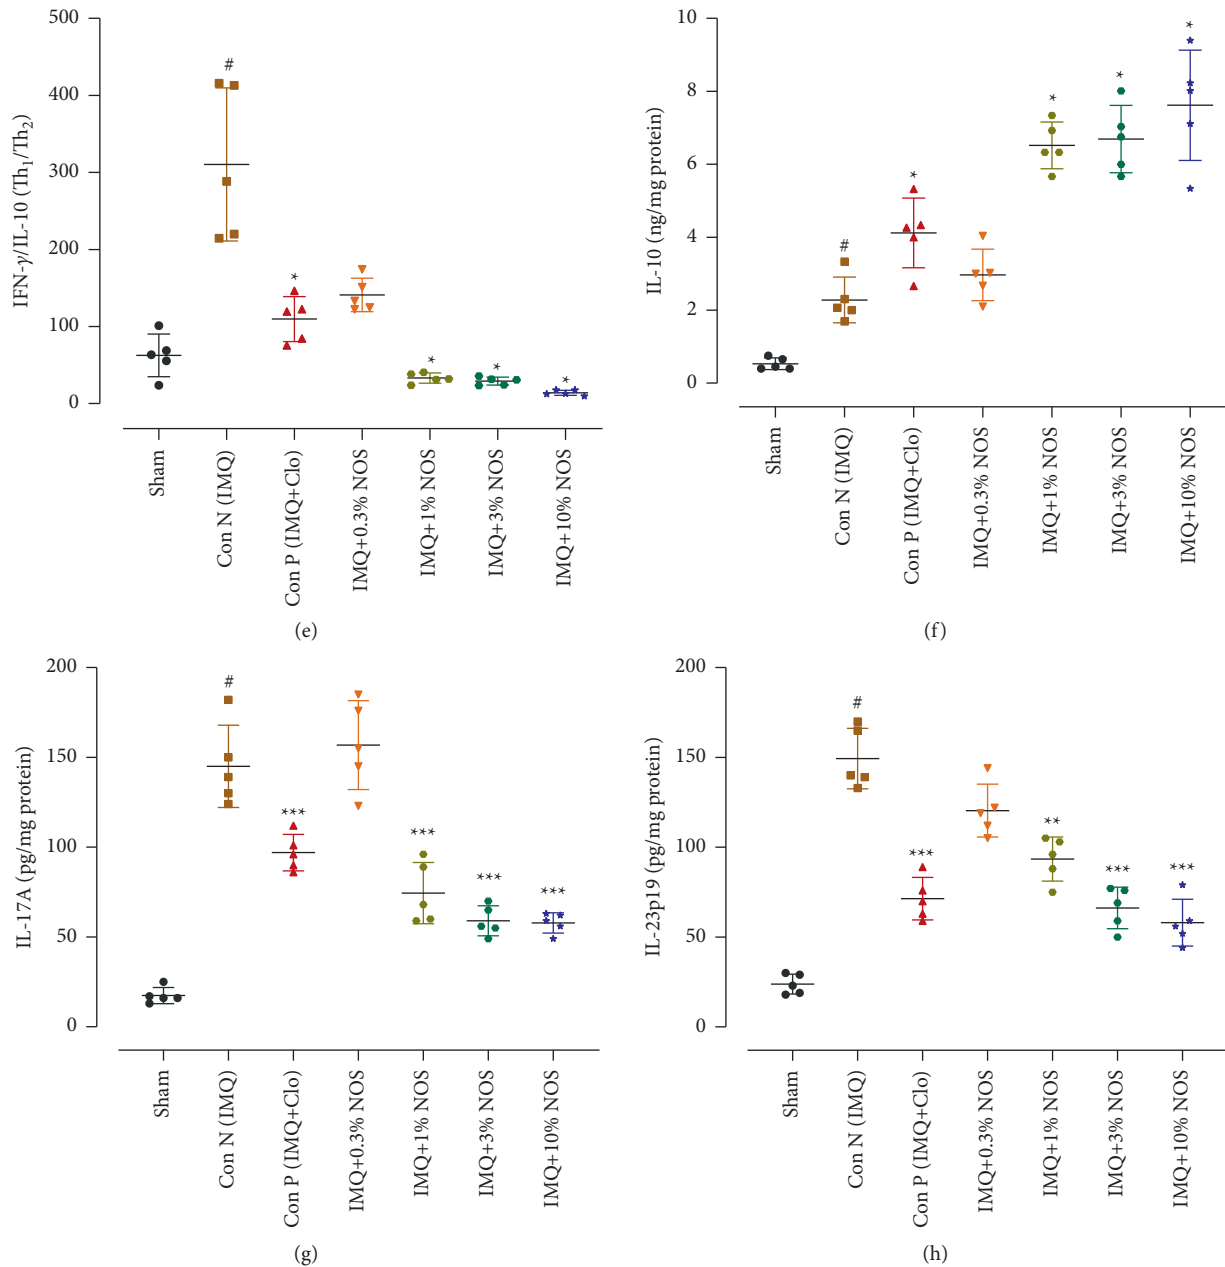 500
400
300
200
100
0
IFN-γ/IL-10 (Th₁/Th₂)
#
*
*
*
*
Sham
Con N (IMQ)
Con P (IMQ+Clo)
IMQ+0.3% NOS
IMQ+1% NOS
IMQ+3% NOS
IMQ+10% NOS
(e)
10
8
6
4
2
0
IL-10 (ng/mg protein)
#
*
*
*
*
Sham
Con N (IMQ)
Con P (IMQ+Clo)
IMQ+0.3% NOS
IMQ+1% NOS
IMQ+3% NOS
IMQ+10% NOS
(f)
200
150
100
50
0
IL-17A (pg/mg protein)
#
***
***
***
***
Sham
Con N (IMQ)
Con P (IMQ+Clo)
IMQ+0.3% NOS
IMQ+1% NOS
IMQ+3% NOS
IMQ+10% NOS
(g)
200
150
100
50
0
IL-23p19 (pg/mg protein)
#
***
**
***
***
Sham
Con N (IMQ)
Con P (IMQ+Clo)
IMQ+0.3% NOS
IMQ+1% NOS
IMQ+3% NOS
IMQ+10% NOS
(h)